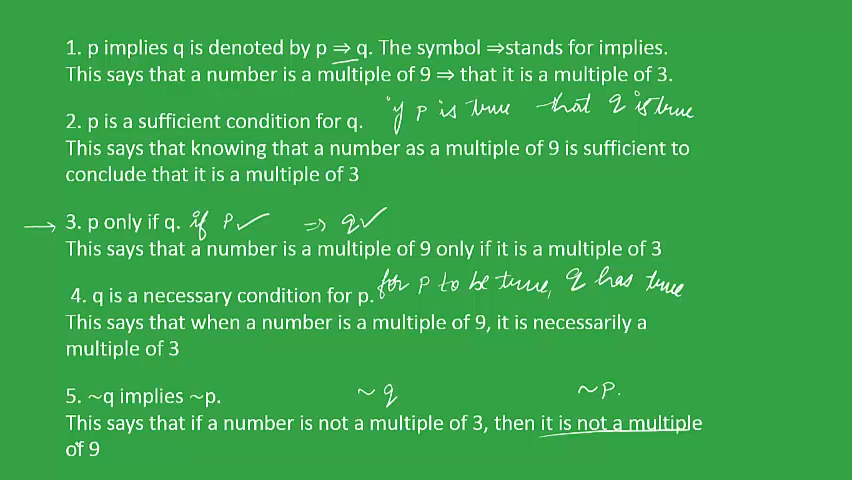 1. p implies q is denoted by p ⇒ q. The symbol ⇒stands for implies.
This says that a number is a multiple of 9 ⇒ that it is a multiple of 3.
2. p is a sufficient condition for q. if p is true that q is true
This says that knowing that a number as a multiple of 9 is sufficient to
conclude that it is a multiple of 3
→ 3. p only if q. if p✓ ⇒ q✓
This says that a number is a multiple of 9 only if it is a multiple of 3
4. q is a necessary condition for p. for p to be true, q has true
This says that when a number is a multiple of 9, it is necessarily a
multiple of 3
5. ~q implies ~p. ~q ~p.
This says that if a number is not a multiple of 3, then it is not a multiple
of 9